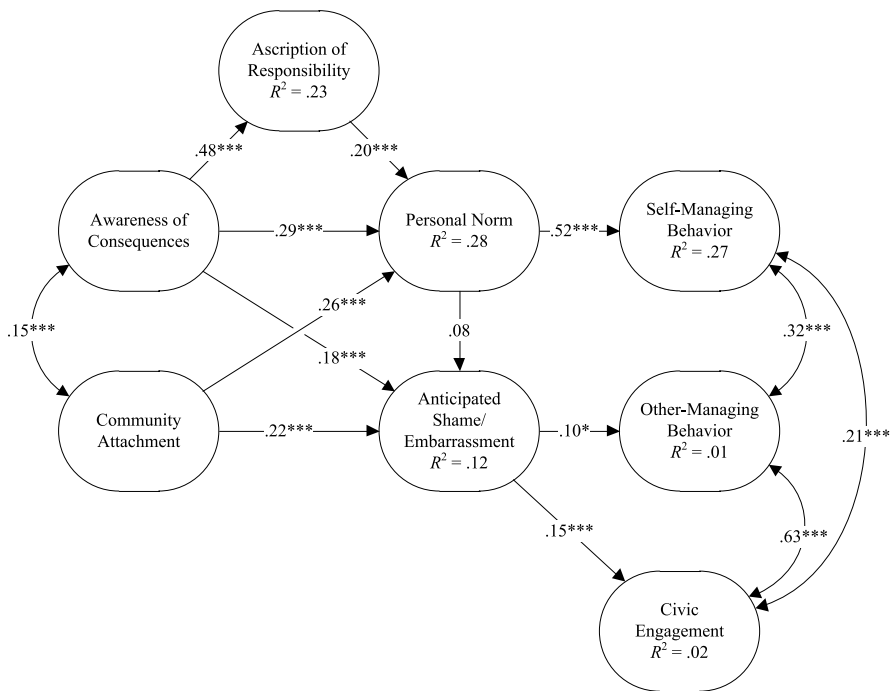 Ascription of
Responsibility
R² = .23
.48***
.20***
Awareness of
Consequences
.29***
Personal Norm
R² = .28
.52***
Self-Managing
Behavior
R² = .27
.15***
.26***
.18***
.08
.32***
Community
Attachment
.22***
Anticipated
Shame/
Embarrassment
R² = .12
.10*
Other-Managing
Behavior
R² = .01
.21***
.15***
.63***
Civic
Engagement
R² = .02